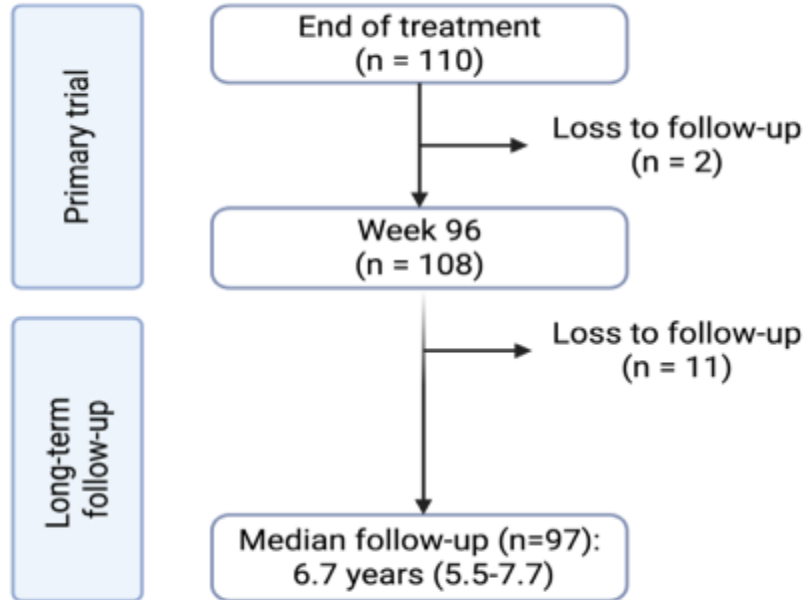 Primary trial
End of treatment
(n = 110)
Loss to follow-up
(n = 2)
Week 96
(n = 108)
Long-term
follow-up
Loss to follow-up
(n = 11)
Median follow-up (n=97):
6.7 years (5.5-7.7)